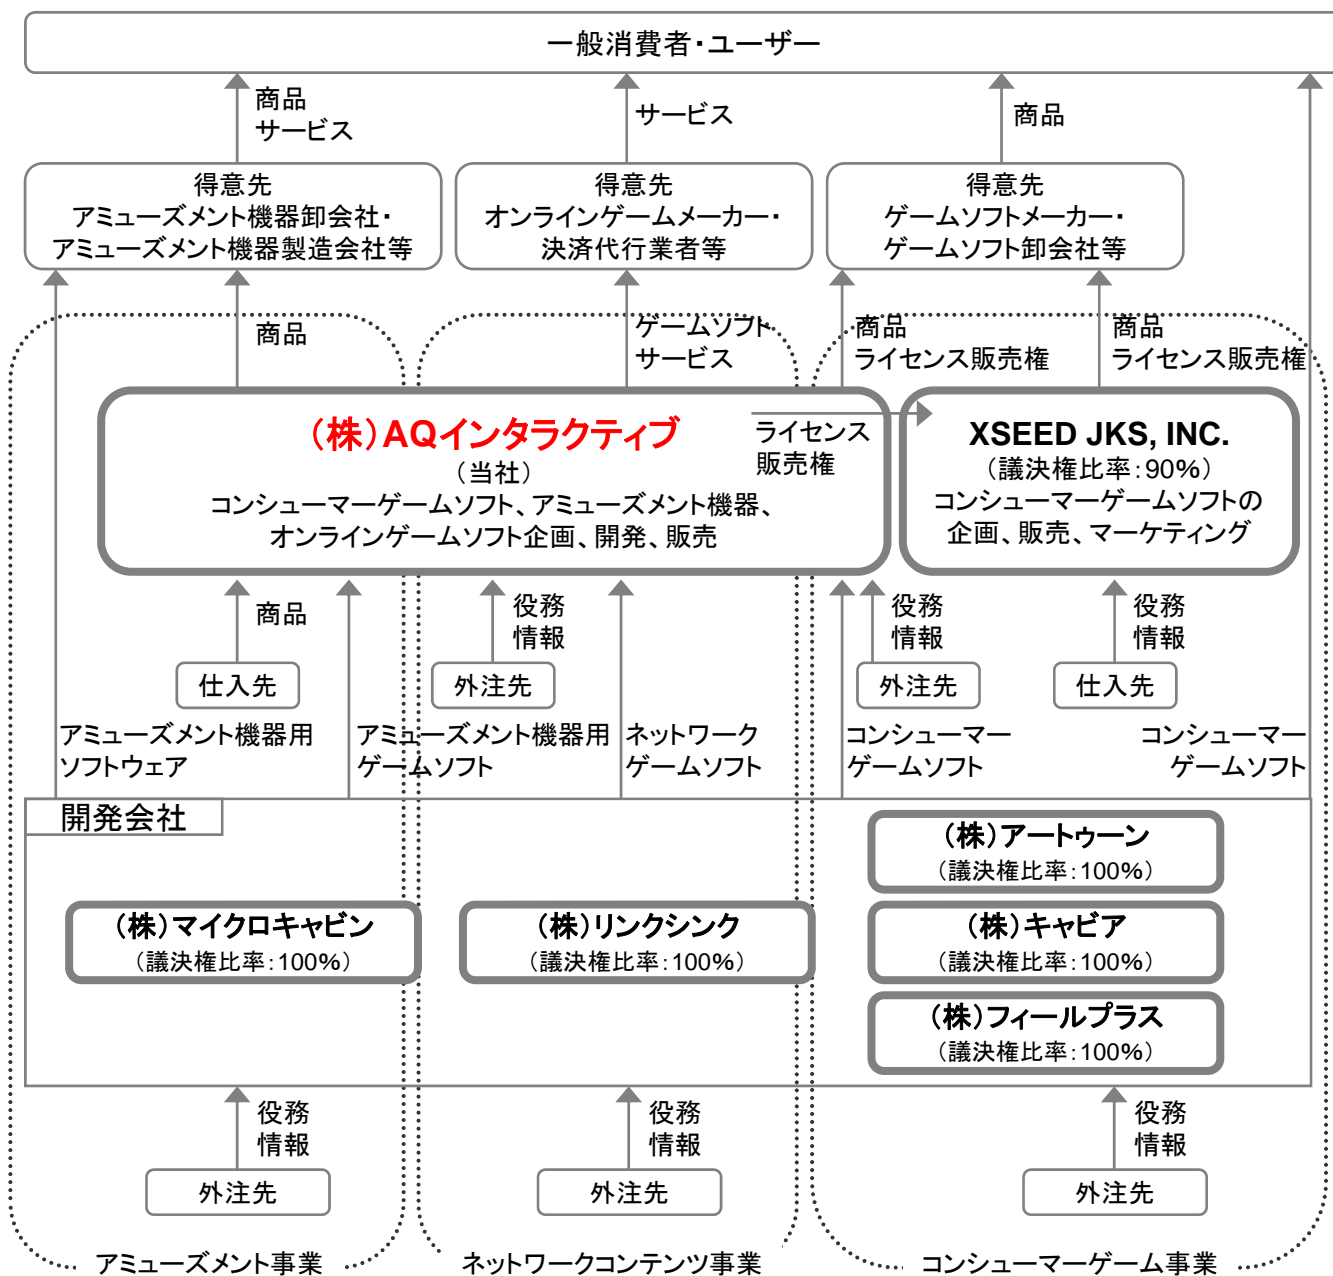 一般消費者・ユーザー
商品
サービス
サービス
商品
得意先
アミューズメント機器卸会社・
アミューズメント機器製造会社等
得意先
オンラインゲームメーカー・
決済代行業者等
得意先
ゲームソフトメーカー・
ゲームソフト卸会社等
商品
ゲームソフト
サービス
商品
ライセンス販売権
商品
ライセンス販売権
(株)AQインタラクティブ
(当社)
コンシューマーゲームソフト、アミューズメント機器、
オンラインゲームソフト企画、開発、販売
ライセンス
販売権
XSEED JKS, INC.
(議決権比率:90%)
コンシューマーゲームソフトの
企画、販売、マーケティング
商品
役務
情報
役務
情報
役務
情報
仕入先
外注先
外注先
仕入先
アミューズメント機器用
ソフトウェア
アミューズメント機器用
ゲームソフト
ネットワーク
ゲームソフト
コンシューマー
ゲームソフト
コンシューマー
ゲームソフト
開発会社
(株)アートゥーン
(議決権比率:100%)
(株)マイクロキャビン
(議決権比率:100%)
(株)リンクシンク
(議決権比率:100%)
(株)キャビア
(議決権比率:100%)
(株)フィールプラス
(議決権比率:100%)
役務
情報
役務
情報
役務
情報
外注先
外注先
外注先
アミューズメント事業
ネットワークコンテンツ事業
コンシューマーゲーム事業